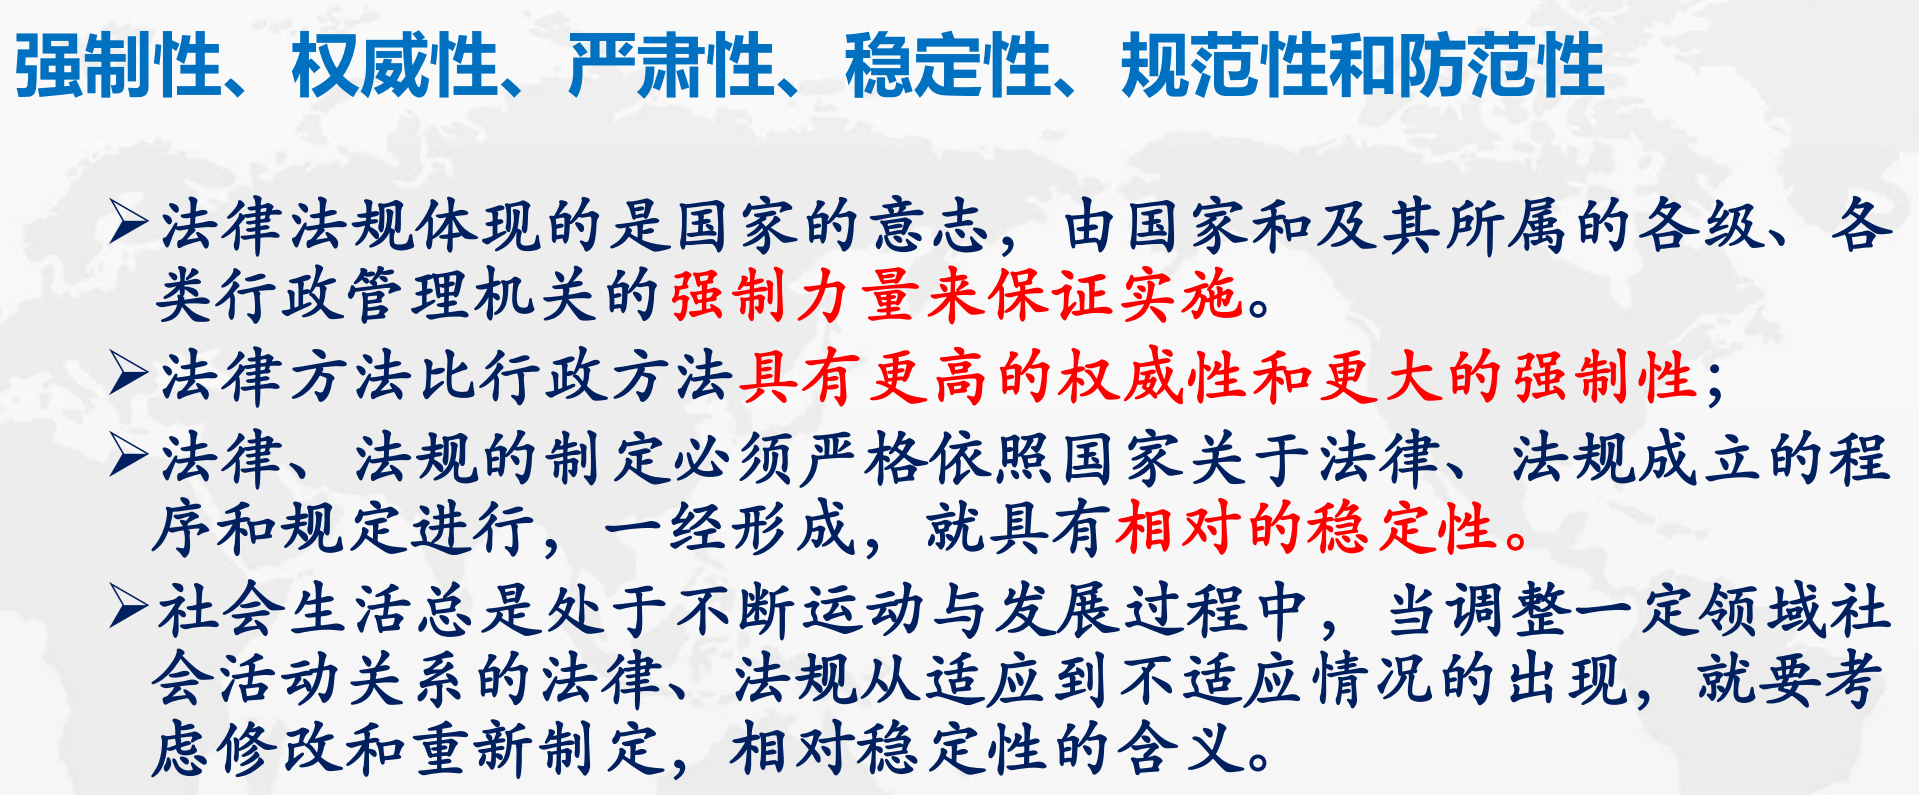 强制性、权威性、严肃性、稳定性、规范性和防范性
➢法律法规体现的是国家的意志，由国家和及其所属的各级、各
类行政管理机关的强制力量来保证实施。
➢法律方法比行政方法具有更高的权威性和更大的强制性；
➢法律、法规的制定必须严格依照国家关于法律、法规成立的程
序和规定进行，一经形成，就具有相对的稳定性。
➢社会生活总是处于不断运动与发展过程中，当调整一定领域社
会活动关系的法律、法规从适应到不适应情况的出现，就要考
虑修改和重新制定，相对稳定性的含义。